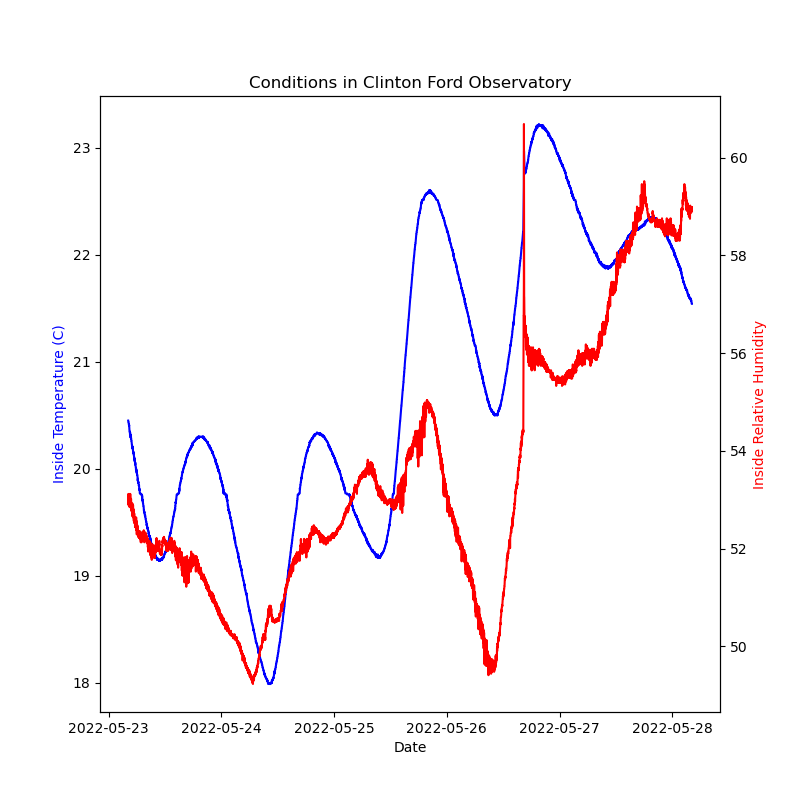 Conditions in Clinton Ford Observatory
Inside Temperature (C)
23
22
21
20
19
18
60
58
56
54
52
50
Inside Relative Humidity
2022-05-23 2022-05-24 2022-05-25 2022-05-26 2022-05-27 2022-05-28
Date